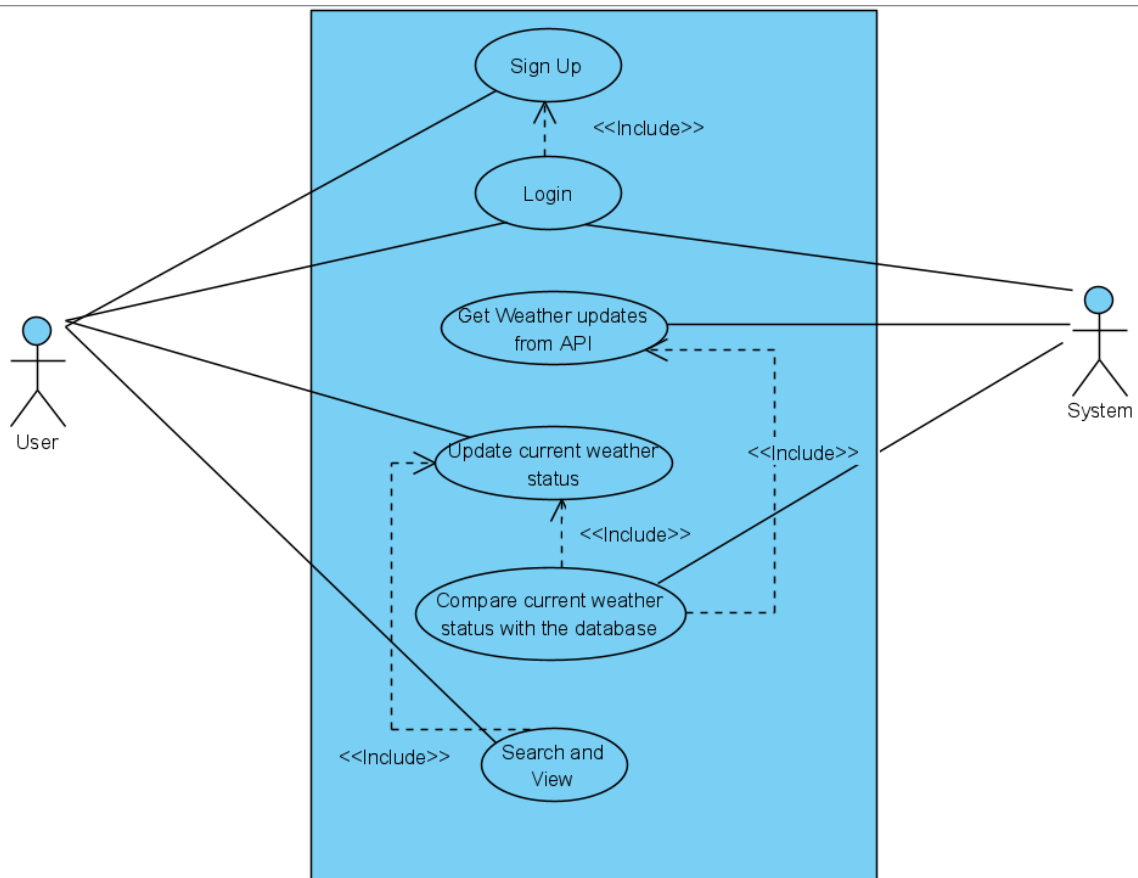 Sign Up
<<Include>>
Login
Get Weather updates
from API
User
System
Update current weather
status
<<Include>>
<<Include>>
Compare current weather
status with the database
<<Include>>
Search and
View